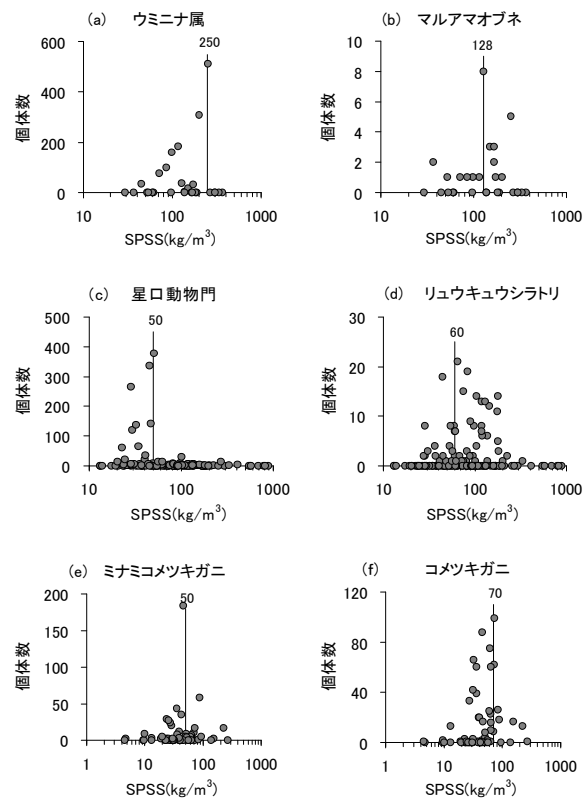 (a) ウミニナ属
250
600
400
200
0
個体数
10 100 1000
SPSS(kg/m³)
(b) マルアマオブネ
128
10
8
6
4
2
0
個体数
10 100 1000
SPSS(kg/m³)
(c) 星口動物門
50
500
400
300
200
100
0
個体数
10 100 1000
SPSS(kg/m³)
(d) リュウキュウシラトリ
60
30
20
10
0
個体数
10 100 1000
SPSS(kg/m³)
(e) ミナミコメツキガニ
50
200
150
100
50
0
個体数
1 10 100 1000
SPSS(kg/m³)
(f) コメツキガニ
70
120
80
40
0
個体数
1 10 100 1000
SPSS(kg/m³)